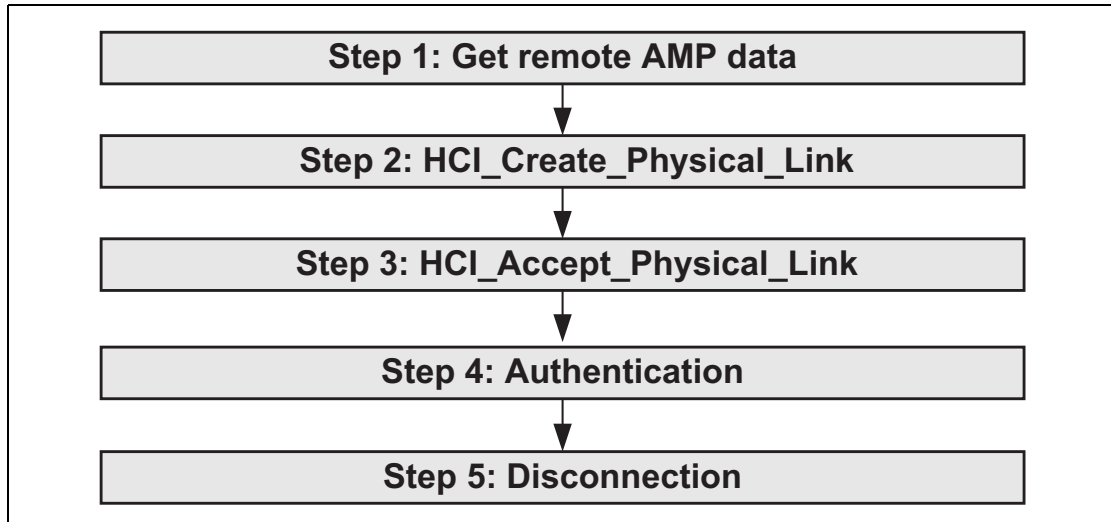 Step 1: Get remote AMP data
Step 2: HCI_Create_Physical_Link
Step 3: HCI_Accept_Physical_Link
Step 4: Authentication
Step 5: Disconnection